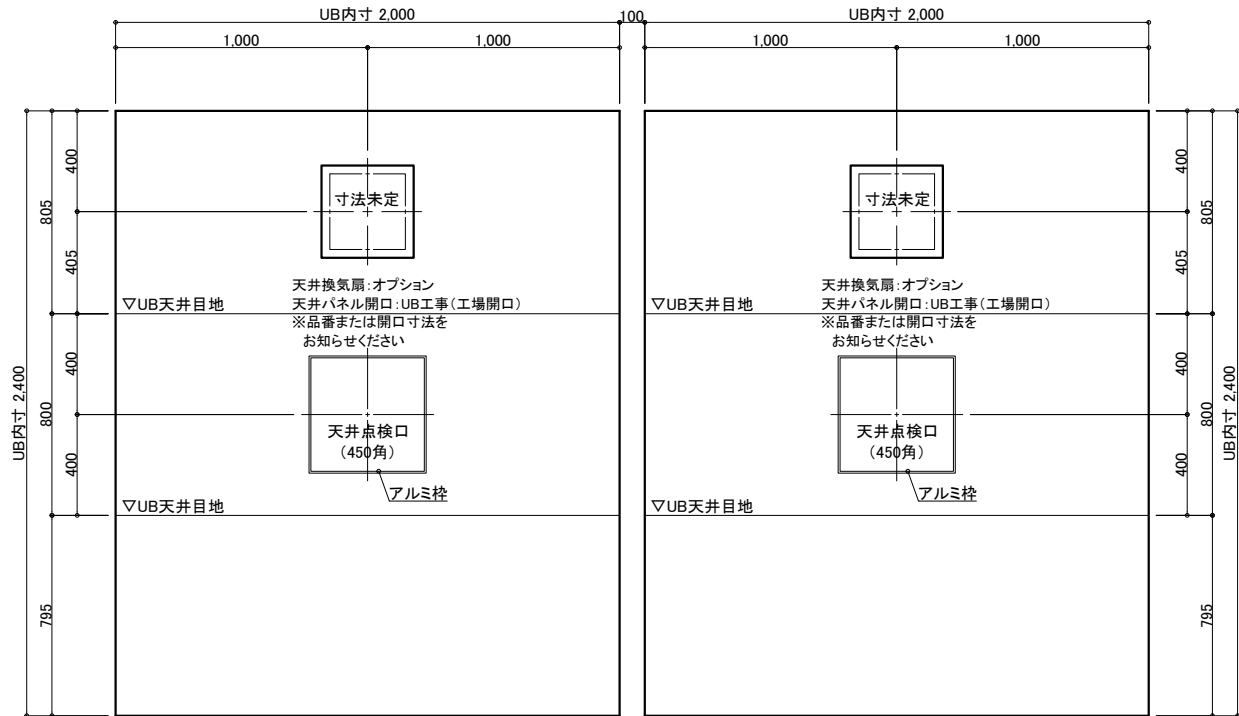 UB内寸 2,000
100
UB内寸 2,000
1,000
1,000
1,000
1,000
UB内寸 2,400
805
800
795
400
405
400
400
寸法未定
天井換気扇:オプション
天井パネル開口:UB工事(工場開口)
※品番または開口寸法を
お知らせください
▽UB天井目地
天井点検口
(450角)
アルミ枠
▽UB天井目地
寸法未定
天井換気扇:オプション
天井パネル開口:UB工事(工場開口)
※品番または開口寸法を
お知らせください
▽UB天井目地
天井点検口
(450角)
アルミ枠
▽UB天井目地
400
405
400
400
805
800
795
UB内寸 2,400